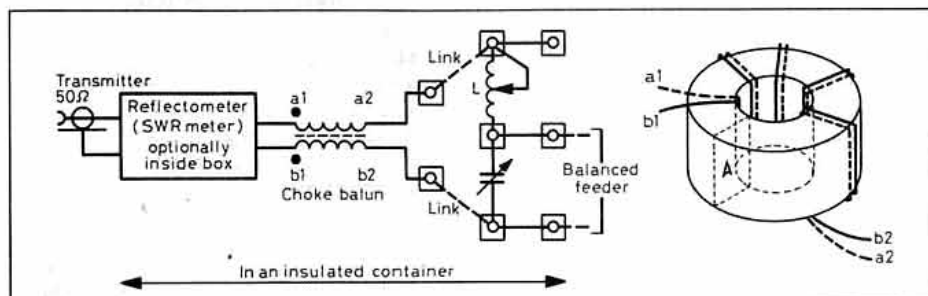 Transmitter
50Ω
Reflectometer
(SWR meter)
optionally
inside box
a1 a2
b1 b2
Choke balun
Link
Link
L
Balanced
feeder
In an insulated container
a1
b1
A
b2
a2